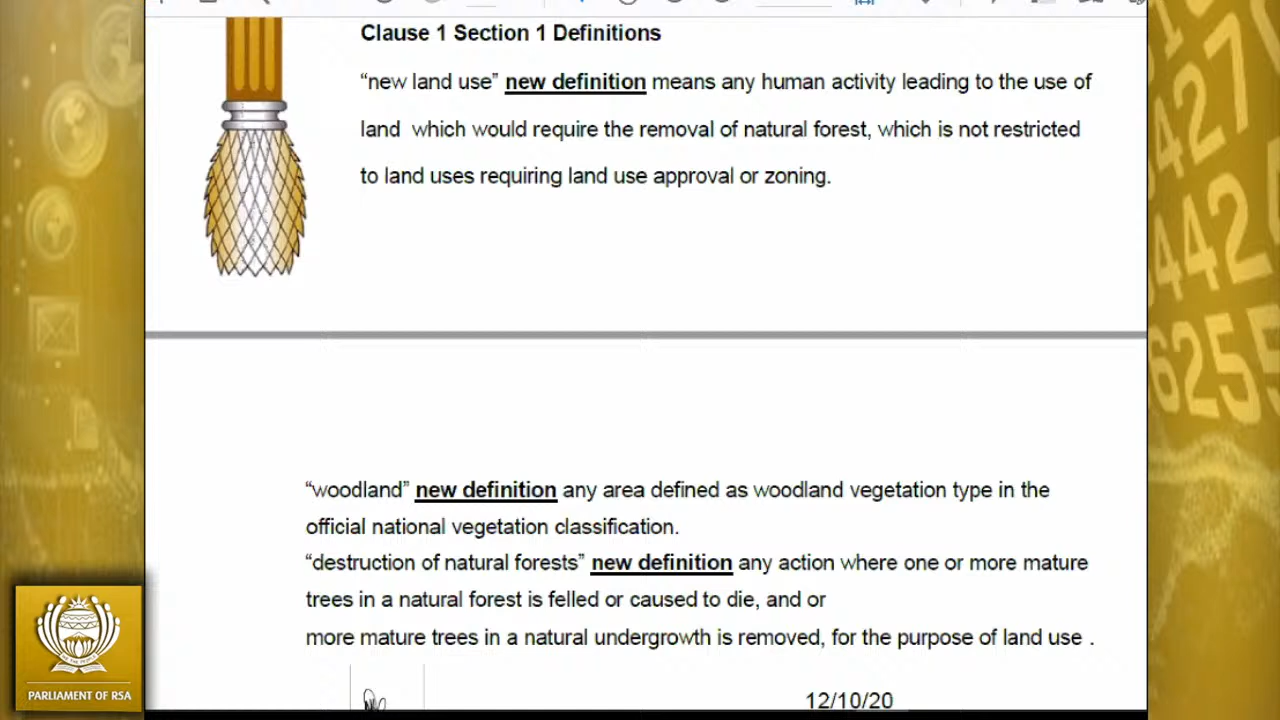 Clause 1 Section 1 Definitions
“new land use” new definition means any human activity leading to the use of
land which would require the removal of natural forest, which is not restricted
to land uses requiring land use approval or zoning.
“woodland” new definition any area defined as woodland vegetation type in the
official national vegetation classification.
“destruction of natural forests” new definition any action where one or more mature
trees in a natural forest is felled or caused to die, and or
more mature trees in a natural undergrowth is removed, for the purpose of land use .
12/10/20
PARLIAMENT OF RSA
427
442
6255